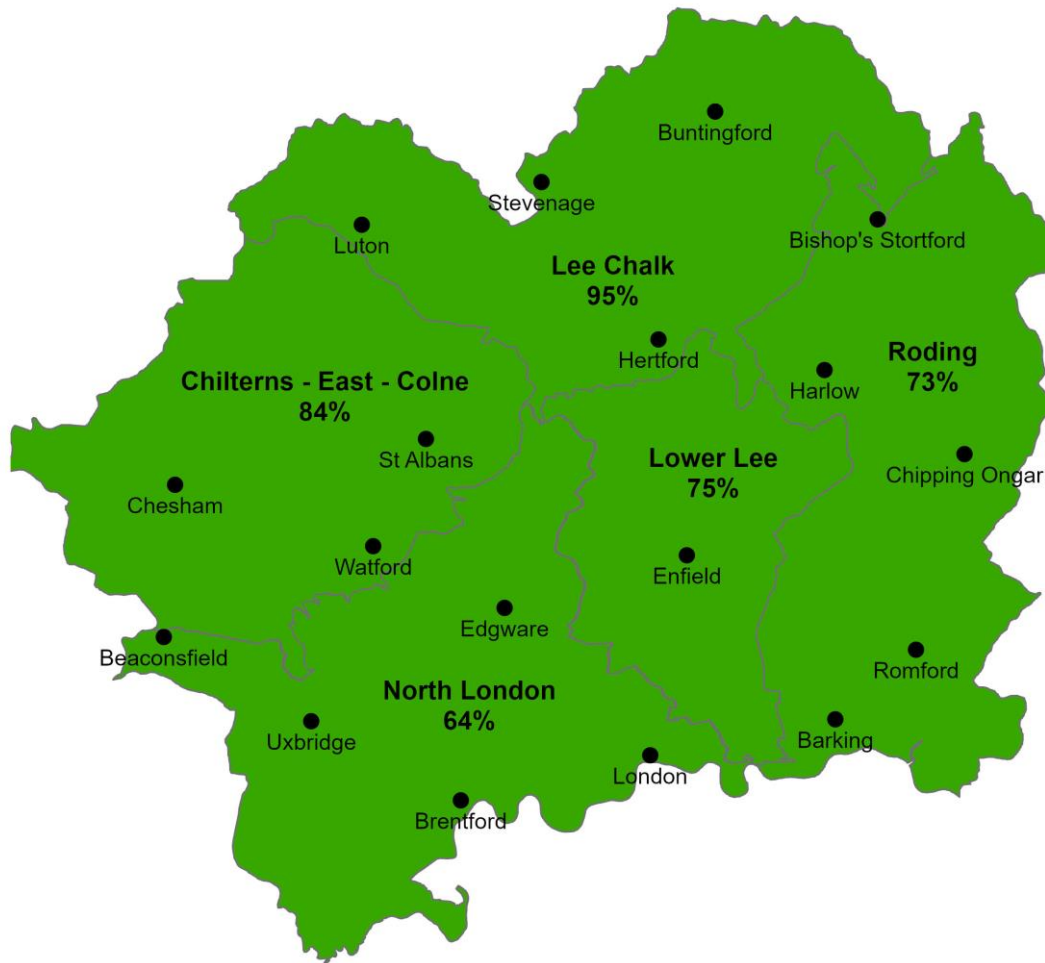 Buntingford
Stevenage
Bishop's Stortford
Luton
Lee Chalk
95%
Hertford
Roding
73%
Harlow
Chilterns - East - Colne
84%
St Albans
Lower Lee
75%
Chipping Ongar
Chesham
Watford
Enfield
Edgware
Beaconsfield
Romford
North London
64%
Uxbridge
Barking
London
Brentford